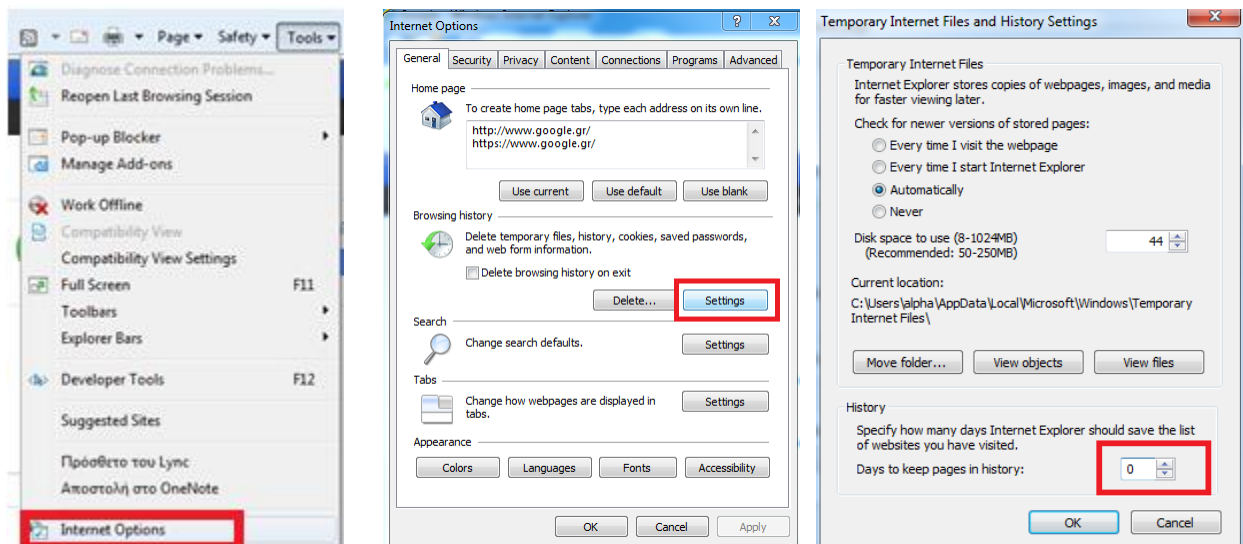 Page Safety Tools
Diagnose Connection Problems...
Reopen Last Browsing Session
Pop-up Blocker
Manage Add-ons
Work Offline
Compatibility View
Compatibility View Settings
Full Screen F11
Toolbars
Explorer Bars
Developer Tools F12
Suggested Sites
Πρόσθετο του Lync
Αποστολή στο OneNote
Internet Options
Internet Options
General Security Privacy Content Connections Programs Advanced
Home page
To create home page tabs, type each address on its own line.
http://www.google.gr/
https://www.google.gr/
Use current Use default Use blank
Browsing history
Delete temporary files, history, cookies, saved passwords,
and web form information.
Delete browsing history on exit
Delete... Settings
Search
Change search defaults. Settings
Tabs
Change how webpages are displayed in Settings
tabs.
Appearance
Colors Languages Fonts Accessibility
OK Cancel Apply
Temporary Internet Files and History Settings
Temporary Internet Files
Internet Explorer stores copies of webpages, images, and media
for faster viewing later.
Check for newer versions of stored pages:
Every time I visit the webpage
Every time I start Internet Explorer
Automatically
Never
Disk space to use (8-1024MB) 44
(Recommended: 50-250MB)
Current location:
C:\Users\alpha\AppData\Local\Microsoft\Windows\Temporary
Internet Files\
Move folder... View objects View files
History
Specify how many days Internet Explorer should save the list
of websites you have visited.
Days to keep pages in history: 0
OK Cancel